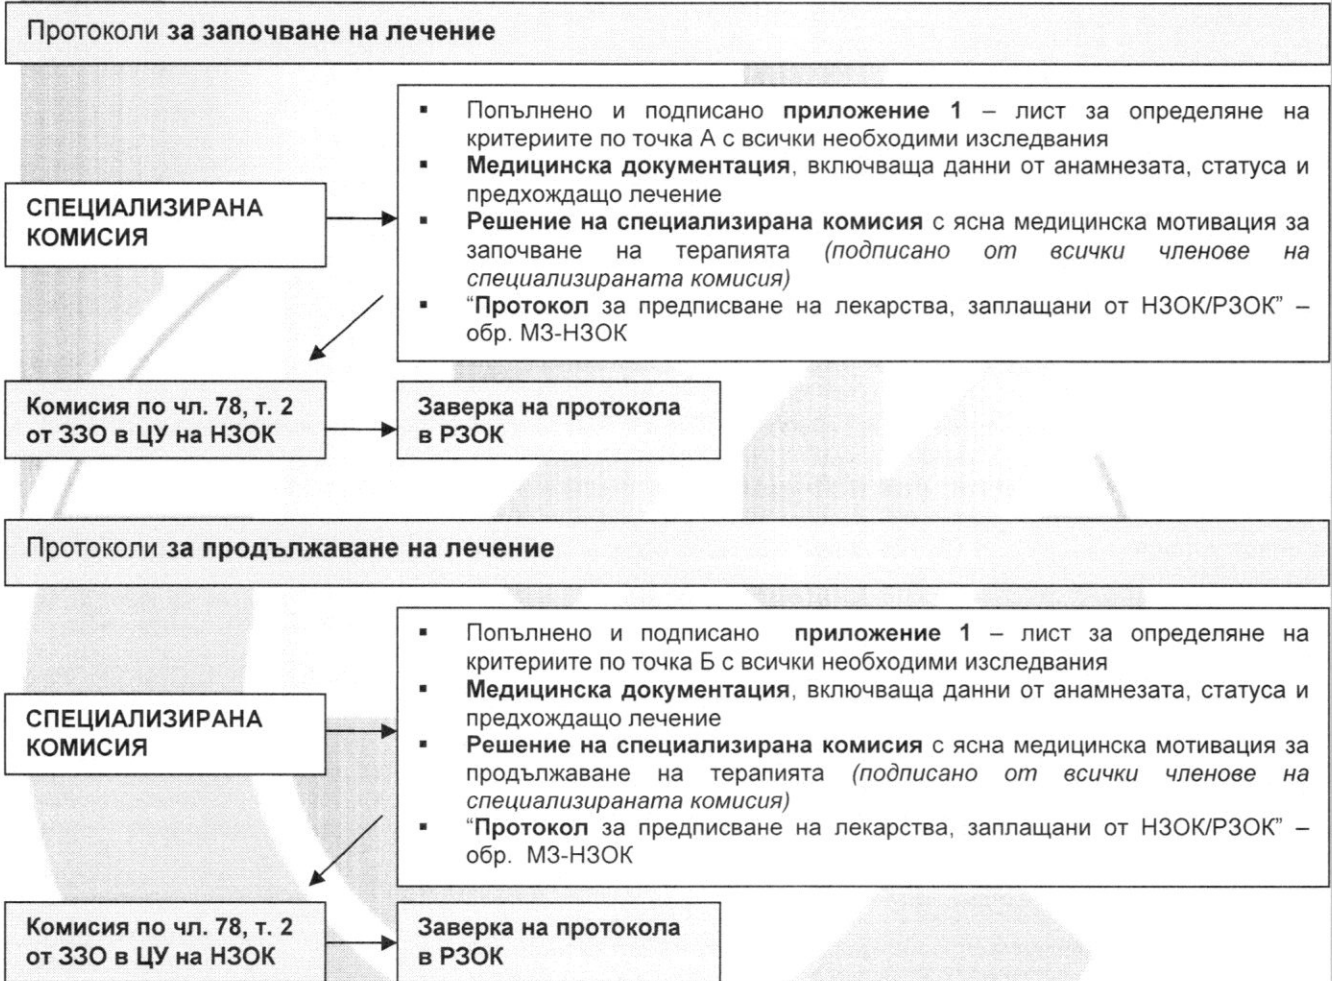 Протоколи за започване на лечение
▪ Попълнено и подписано приложение 1 – лист за определяне на
критериите по точка А с всички необходими изследвания
▪ Медицинска документация, включваща данни от анамнезата, статуса и
предхождащо лечение
СПЕЦИАЛИЗИРАНА
КОМИСИЯ
▪ Решение на специализирана комисия с ясна медицинска мотивация за
започване на терапията (подписано от всички членове на
специализираната комисия)
▪ “Протокол за предписване на лекарства, заплащани от НЗОК/РЗОК” –
обр. МЗ-НЗОК
Комисия по чл. 78, т. 2
от ЗЗО в ЦУ на НЗОК
Заверка на протокола
в РЗОК
Протоколи за продължаване на лечение
▪ Попълнено и подписано приложение 1 – лист за определяне на
критериите по точка Б с всички необходими изследвания
▪ Медицинска документация, включваща данни от анамнезата, статуса и
предхождащо лечение
СПЕЦИАЛИЗИРАНА
КОМИСИЯ
▪ Решение на специализирана комисия с ясна медицинска мотивация за
продължаване на терапията (подписано от всички членове на
специализираната комисия)
▪ “Протокол за предписване на лекарства, заплащани от НЗОК/РЗОК” –
обр. МЗ-НЗОК
Комисия по чл. 78, т. 2
от ЗЗО в ЦУ на НЗОК
Заверка на протокола
в РЗОК